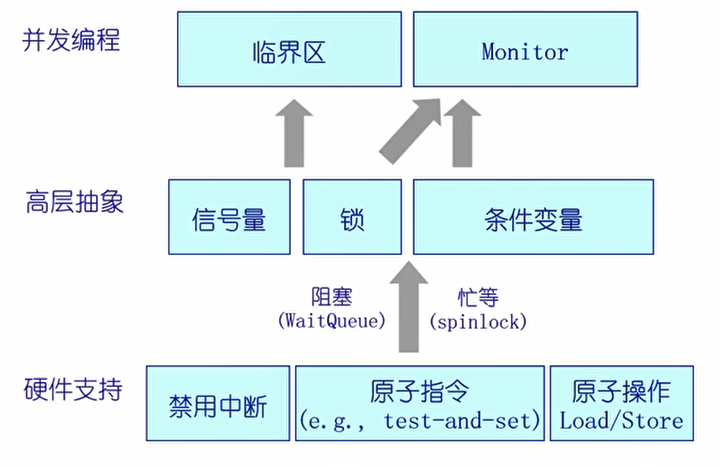 并发编程
临界区
Monitor
高层抽象
信号量
锁
条件变量
阻塞
(WaitQueue)
忙等
(spinlock)
硬件支持
禁用中断
原子指令
(e.g., test-and-set)
原子操作
Load/Store